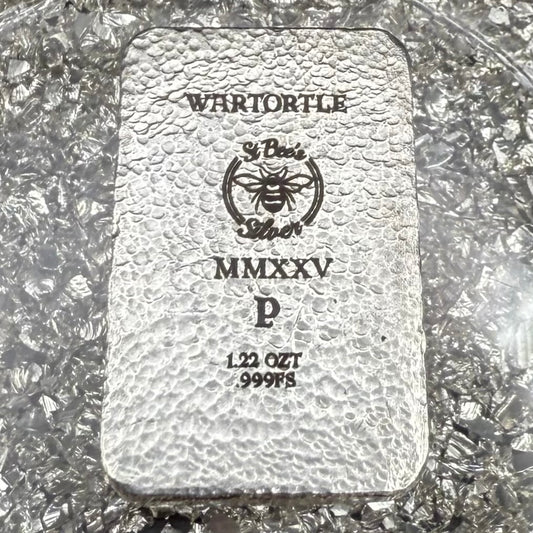 WARTORTLE
St Bee's
Silver
MMXXV
P
1.22 OZT
.999FS